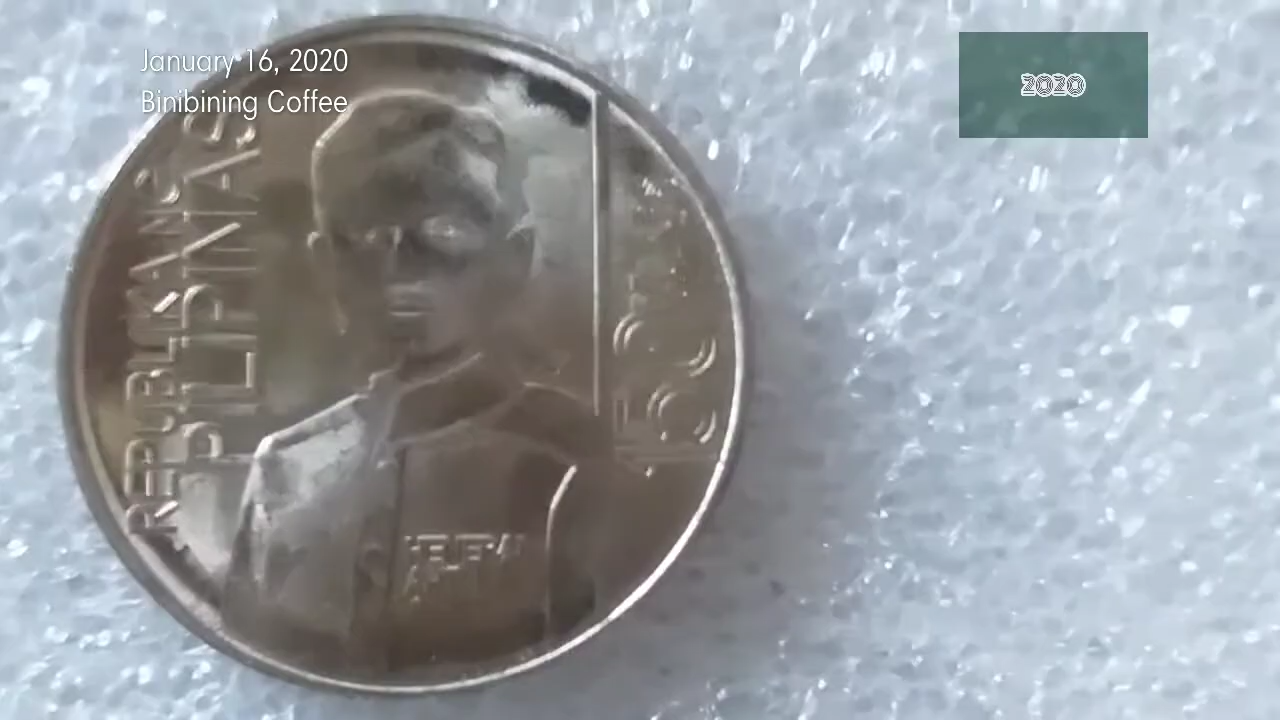 January 16, 2020
Binibining Coffee
2020
REPUBLIKA NG
PILIPINAS